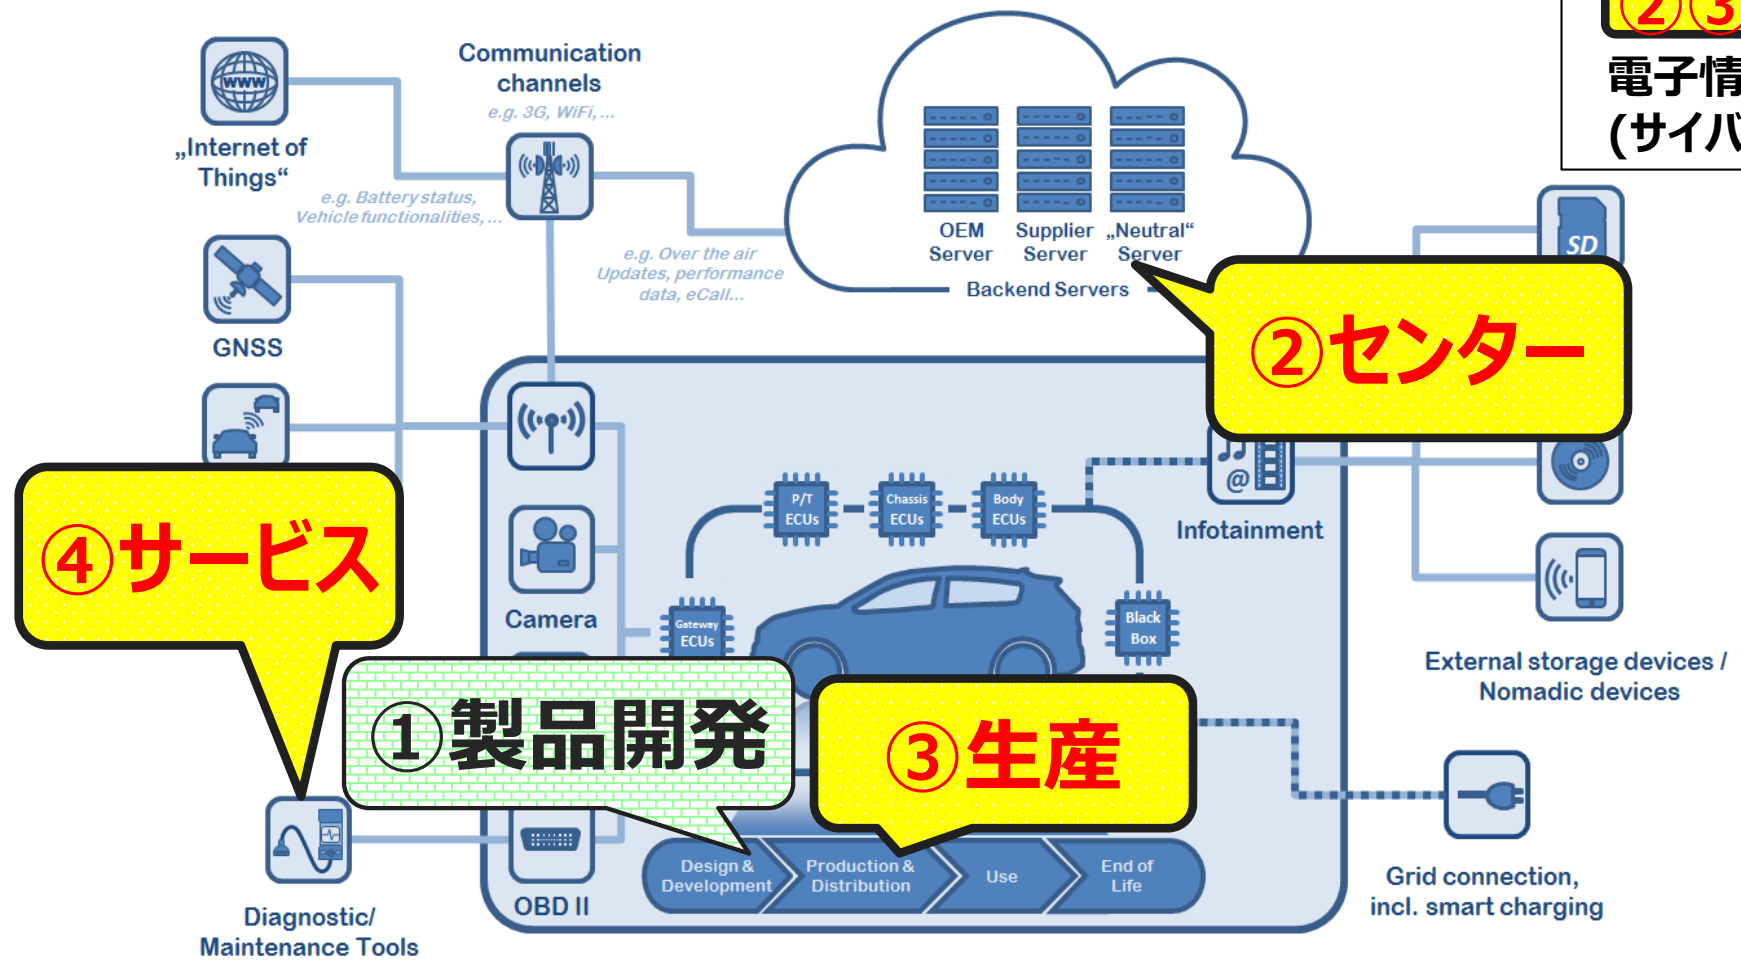 ②③
電子情
(サイバ
WWW
„Internet of
Things“
Communication
channels
e.g. 3G, WiFi, ...
e.g. Battery status,
Vehicle functionalities, ...
e.g. Over the air
Updates, performance
data, eCall...
OEM
Server
Supplier
Server
„Neutral“
Server
Backend Servers
SD
②センター
GNSS
④サービス
P/T
ECUs
Chassis
ECUs
Body
ECUs
@
Infotainment
Camera
Gateway
ECUs
Black
Box
External storage devices /
Nomadic devices
①製品開発
③生産
Design &
Development
Production &
Distribution
Use
End of
Life
OBD II
Diagnostic/
Maintenance Tools
Grid connection,
incl. smart charging